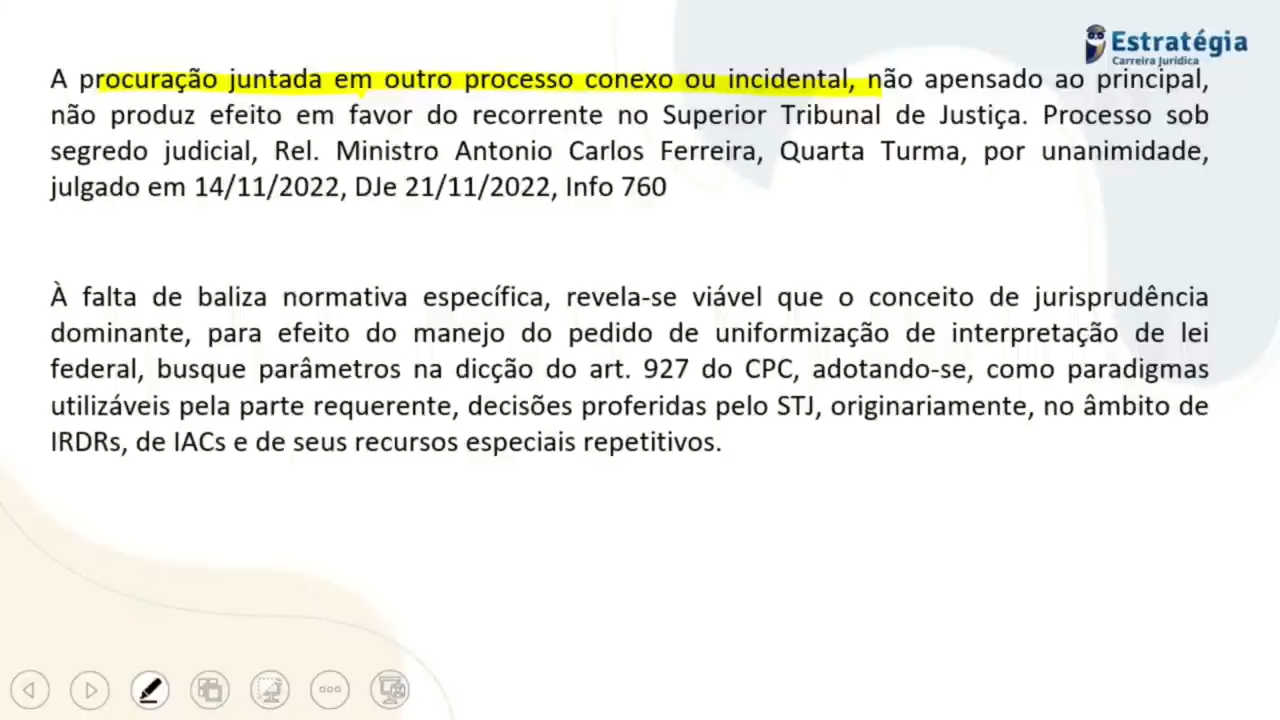 Estratégia
Carreira Jurídica
A procuração juntada em outro processo conexo ou incidental, não apensado ao principal,
não produz efeito em favor do recorrente no Superior Tribunal de Justiça. Processo sob
segredo judicial, Rel. Ministro Antonio Carlos Ferreira, Quarta Turma, por unanimidade,
julgado em 14/11/2022, DJe 21/11/2022, Info 760
À falta de baliza normativa específica, revela-se viável que o conceito de jurisprudência
dominante, para efeito do manejo do pedido de uniformização de interpretação de lei
federal, busque parâmetros na dicção do art. 927 do CPC, adotando-se, como paradigmas
utilizáveis pela parte requerente, decisões proferidas pelo STJ, originariamente, no âmbito de
IRDRs, de IACs e de seus recursos especiais repetitivos.